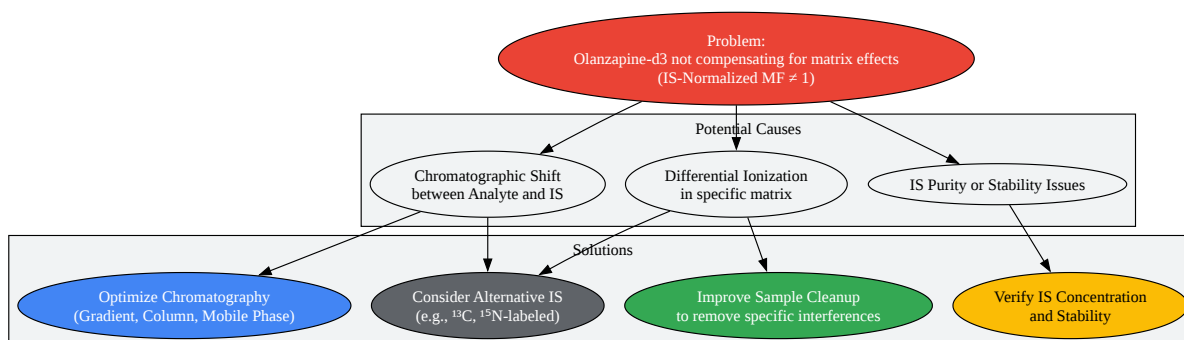 Problem:
Olanzapine-d3 not compensating for matrix effects
(IS-Normalized MF ≠ 1)
Potential Causes
Chromatographic Shift
between Analyte and IS
Differential Ionization
in specific matrix
IS Purity or Stability Issues
Solutions
Optimize Chromatography
(Gradient, Column, Mobile Phase)
Consider Alternative IS
(e.g., ¹³C, ¹⁵N-labeled)
Improve Sample Cleanup
to remove specific interferences
Verify IS Concentration
and Stability